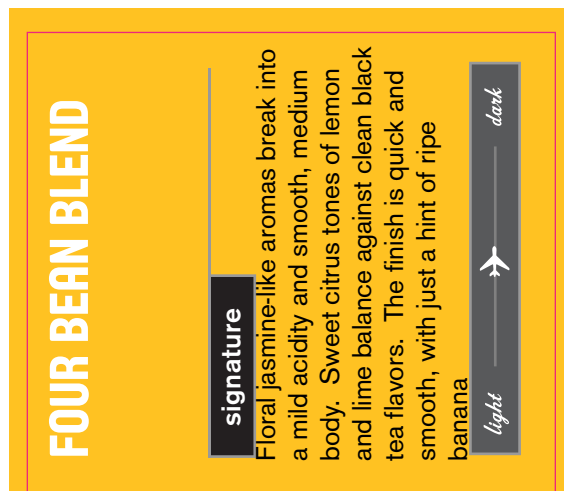 FOUR BEAN BLEND
signature
Floral jasmine-like aromas break into
a mild acidity and smooth, medium
body.  Sweet citrus tones of lemon
and lime balance against clean black
tea flavors.  The finish is quick and
smooth, with just a hint of ripe
banana
light dark